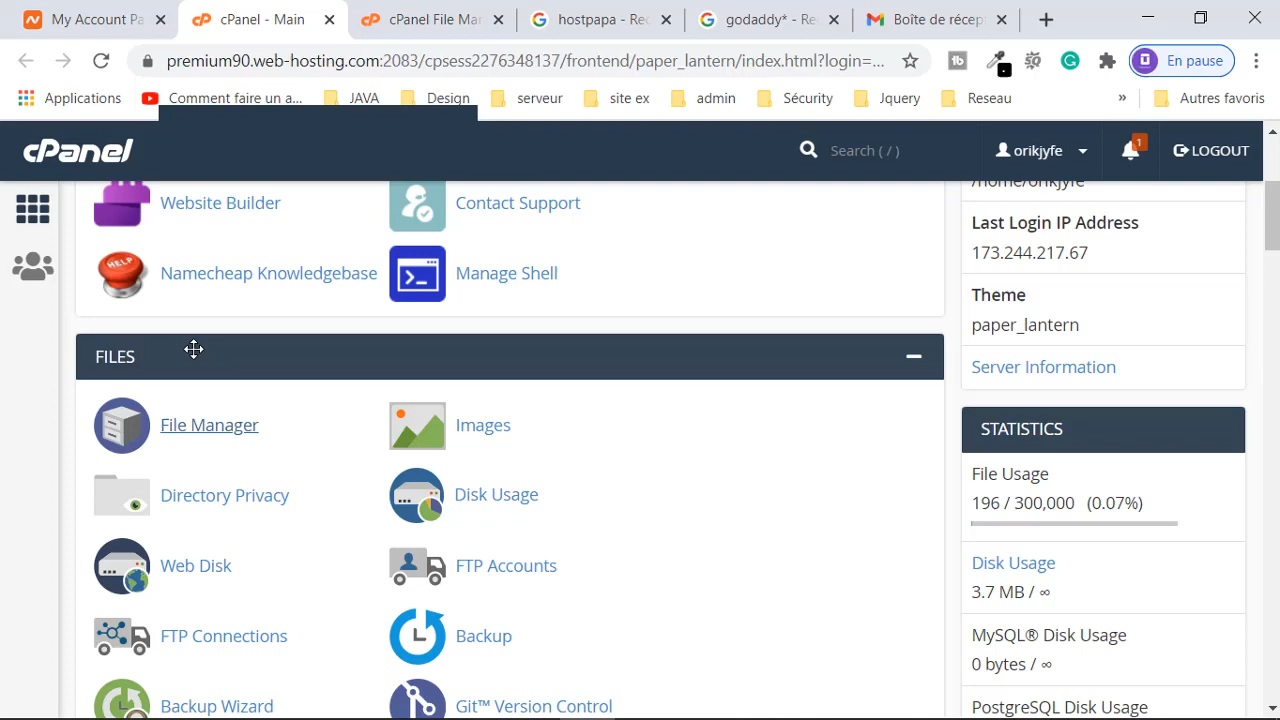 My Account Pa
cPanel - Main
cPanel File Mar
hostpapa - Rec
godaddy* - Rec
Boîte de récep
premium90.web-hosting.com:2083/cpsess2276348137/frontend/paper_lantern/index.html?login=...
En pause
Applications
Comment faire un a...
JAVA
Design
serveur
site ex
admin
Sécurity
Jquery
Reseau
»
Autres favoris
cPanel
Search ( / )
orikjyfe
1
LOGOUT
Website Builder
Contact Support
Namecheap Knowledgebase
Manage Shell
HELP
FILES
File Manager
Images
Directory Privacy
Disk Usage
Web Disk
FTP Accounts
FTP Connections
Backup
Backup Wizard
Git™ Version Control
/home/orikjyfe
Last Login IP Address
173.244.217.67
Theme
paper_lantern
Server Information
STATISTICS
File Usage
196 / 300,000 (0.07%)
Disk Usage
3.7 MB / ∞
MySQL® Disk Usage
0 bytes / ∞
PostgreSQL Disk Usage